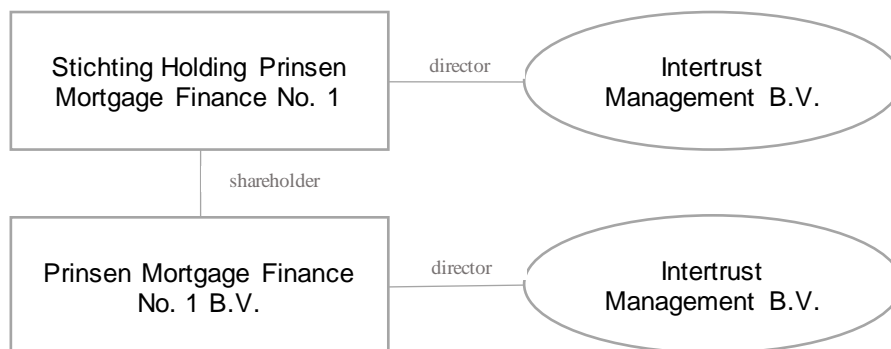 Stichting Holding Prinsen
Mortgage Finance No. 1
director
Intertrust
Management B.V.
shareholder
Prinsen Mortgage Finance
No. 1 B.V.
director
Intertrust
Management B.V.